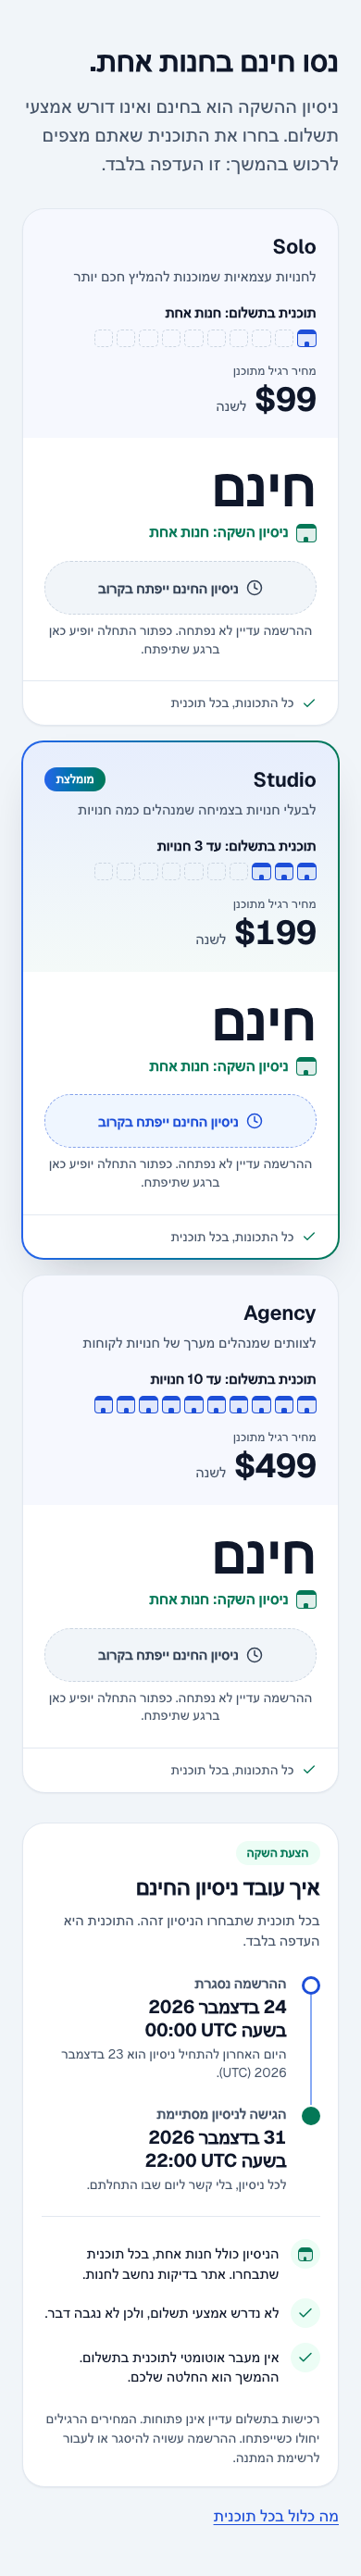 נסו חינם בחנות אחת.
ניסיון ההשקה הוא בחינם ואינו דורש אמצעי
תשלום. בחרו את התוכנית שאתם מצפים
לרכוש בהמשך: זו העדפה בלבד.
Solo
לחנויות עצמאיות שמוכנות להמליץ חכם יותר
תוכנית בתשלום: חנות אחת
מחיר רגיל מתוכנן
$99 לשנה
חינם
ניסיון השקה: חנות אחת
ניסיון החינם ייפתח בקרוב
ההרשמה עדיין לא נפתחה. כפתור התחלה יופיע כאן
ברגע שתיפתח.
כל התכונות, בכל תוכנית
Studio
מומלצת
לבעלי חנויות בצמיחה שמנהלים כמה חנויות
תוכנית בתשלום: עד 3 חנויות
מחיר רגיל מתוכנן
$199 לשנה
חינם
ניסיון השקה: חנות אחת
ניסיון החינם ייפתח בקרוב
ההרשמה עדיין לא נפתחה. כפתור התחלה יופיע כאן
ברגע שתיפתח.
כל התכונות, בכל תוכנית
Agency
לצוותים שמנהלים מערך של חנויות לקוחות
תוכנית בתשלום: עד 10 חנויות
מחיר רגיל מתוכנן
$499 לשנה
חינם
ניסיון השקה: חנות אחת
ניסיון החינם ייפתח בקרוב
ההרשמה עדיין לא נפתחה. כפתור התחלה יופיע כאן
ברגע שתיפתח.
כל התכונות, בכל תוכנית
הצעת השקה
איך עובד ניסיון החינם
בכל תוכנית שתבחרו הניסיון זהה. התוכנית היא
העדפה בלבד.
ההרשמה נסגרת
24 בדצמבר 2026
בשעה 00:00 UTC
היום האחרון להתחיל ניסיון הוא 23 בדצמבר
2026 (UTC).
הגישה לניסיון מסתיימת
31 בדצמבר 2026
בשעה 22:00 UTC
לכל ניסיון, בלי קשר ליום שבו התחלתם.
הניסיון כולל חנות אחת, בכל תוכנית
שתבחרו. אתר בדיקות נחשב לחנות.
לא נדרש אמצעי תשלום, ולכן לא נגבה דבר.
אין מעבר אוטומטי לתוכנית בתשלום.
ההמשך הוא החלטה שלכם.
רכישות בתשלום עדיין אינן פתוחות. המחירים הרגילים
יחולו כשייפתחו. ההרשמה עשויה להיסגר או לעבור
לרשימת המתנה.
מה כלול בכל תוכנית